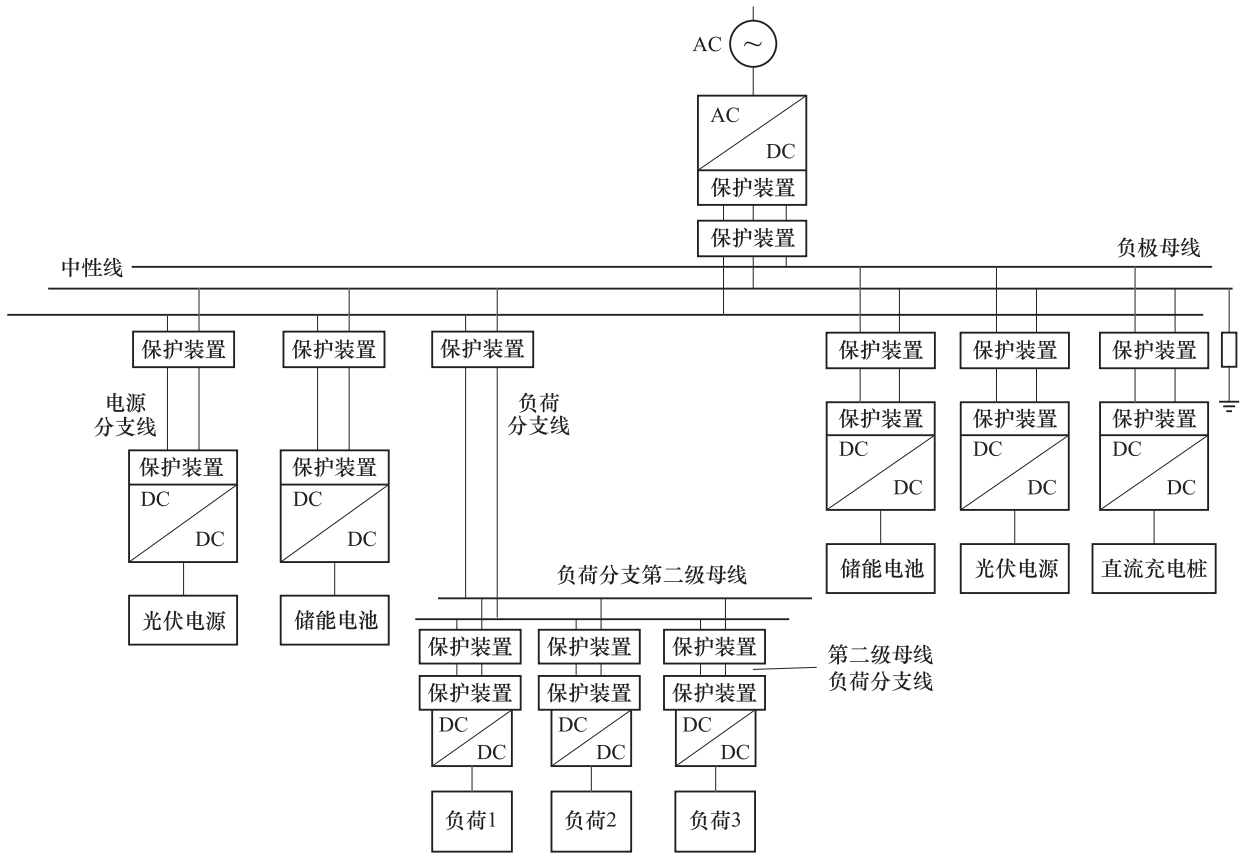 AC
~
AC
DC
保护装置
保护装置
负极母线
中性线
保护装置
保护装置
保护装置
保护装置
保护装置
保护装置
电源
分支线
负荷
分支线
保护装置
保护装置
保护装置
保护装置
保护装置
DC
DC
DC
DC
DC
DC
DC
DC
DC
DC
储能电池
光伏电源
直流充电桩
负荷分支第二级母线
光伏电源
储能电池
保护装置
保护装置
保护装置
第二级母线
负荷分支线
保护装置
保护装置
保护装置
DC
DC
DC
DC
DC
DC
负荷1
负荷2
负荷3